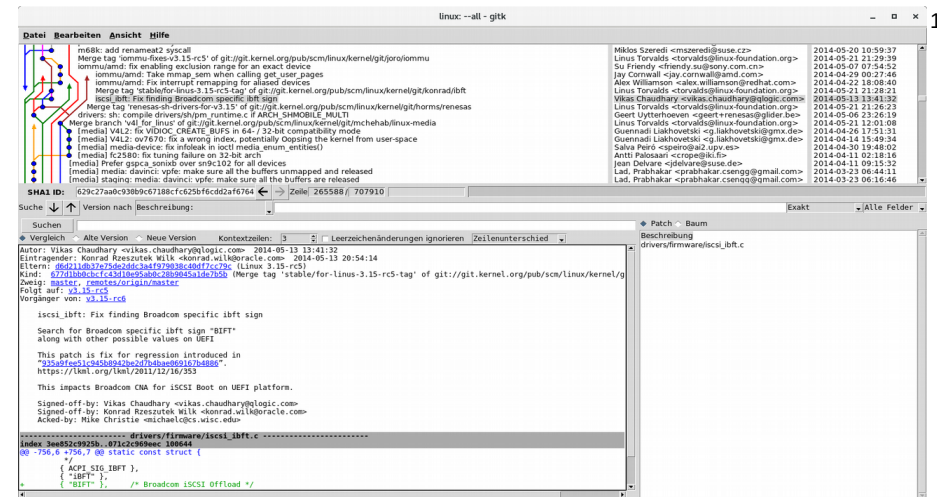 linux: --all - gitk
1
Datei Bearbeiten Ansicht Hilfe
m68k: add renameat2 syscall Miklos Szeredi <mszeredi@suse.cz> 2014-05-20 10:59:37
Merge tag 'iommu-fixes-v3.15-rc5' of git://git.kernel.org/pub/scm/linux/kernel/git/joro/iommu Linus Torvalds <torvalds@linux-foundation.org> 2014-05-21 21:29:39
iommu/amd: fix enabling exclusion range for an exact device Su Friendy <friendy.su@sony.com.cn> 2014-05-07 07:54:52
iommu/amd: Take mmap_sem when calling get_user_pages Jay Cornwall <jay.cornwall@amd.com> 2014-04-29 00:27:46
iommu/amd: Fix interrupt remapping for aliased devices Alex Williamson <alex.williamson@redhat.com> 2014-04-22 18:08:40
Merge tag 'stable/for-linus-3.15-rc5-tag' of git://git.kernel.org/pub/scm/linux/kernel/git/konrad/ibft Linus Torvalds <torvalds@linux-foundation.org> 2014-05-21 21:28:21
iscsi_ibft: Fix finding Broadcom specific ibft sign Vikas Chaudhary <vikas.chaudhary@qlogic.com> 2014-05-13 13:41:32
Merge tag 'renesas-sh-drivers-for-v3.15' of git://git.kernel.org/pub/scm/linux/kernel/git/horms/renesas Linus Torvalds <torvalds@linux-foundation.org> 2014-05-21 21:26:23
drivers: sh: compile drivers/sh/pm_runtime.c if ARCH_SHMOBILE_MULTI Geert Uytterhoeven <geert+renesas@glider.be> 2014-05-06 23:26:19
Merge branch 'v4l_for_linus' of git://git.kernel.org/pub/scm/linux/kernel/git/mchehab/linux-media Linus Torvalds <torvalds@linux-foundation.org> 2014-05-21 12:01:08
[media] V4L2: fix VIDIOC_CREATE_BUFS in 64- / 32-bit compatibility mode Guennadi Liakhovetski <g.liakhovetski@gmx.de> 2014-04-26 17:51:31
[media] V4L2: ov7670: fix a wrong index, potentially Oopsing the kernel from user-space Guennadi Liakhovetski <g.liakhovetski@gmx.de> 2014-04-14 15:49:34
[media] media-device: fix infoleak in ioctl media_enum_entities() Salva Peiró <speiro@ai2.upv.es> 2014-04-30 19:48:02
[media] fc2580: fix tuning failure on 32-bit arch Antti Palosaari <crope@iki.fi> 2014-04-11 02:18:16
[media] Prefer gspca_sonixb over sn9c102 for all devices Jean Delvare <jdelvare@suse.de> 2014-04-11 09:15:32
[media] media: davinci: vpfe: make sure all the buffers unmapped and released Lad, Prabhakar <prabhakar.csengg@gmail.com> 2014-03-23 06:44:11
[media] staging: media: davinci: vpfe: make sure all the buffers are released Lad, Prabhakar <prabhakar.csengg@gmail.com> 2014-03-23 06:16:46
SHA1 ID: 629c27aa0c930b9c67188cfc625bf6cdd2af6764 Zeile 265588 / 707910
Suche Version nach Beschreibung: Exakt Alle Felder
Suchen
Patch Baum
Vergleich Alte Version Neue Version Kontextzeilen: 3 Leerzeichenänderungen ignorieren Zeilenunterschied
Beschreibung
drivers/firmware/iscsi_ibft.c
Autor: Vikas Chaudhary <vikas.chaudhary@qlogic.com> 2014-05-13 13:41:32
Eintragender: Konrad Rzeszutek Wilk <konrad.wilk@oracle.com> 2014-05-13 20:54:14
Eltern: d6d211db37e75de2ddc3a4f979038c40df7cc79c (Linux 3.15-rc5)
Kind: 677d1bb0cbcfc43d10e95ab0c28b9045a1de7b5b (Merge tag 'stable/for-linus-3.15-rc5-tag' of git://git.kernel.org/pub/scm/linux/kernel/g
Zweig: master, remotes/origin/master
Folgt auf: v3.15-rc5
Vorgänger von: v3.15-rc6
iscsi_ibft: Fix finding Broadcom specific ibft sign
Search for Broadcom specific ibft sign "BIFT"
along with other possible values on UEFI
This patch is fix for regression introduced in
“935a9fee51c945b8942be2d7b4bae069167b4886”.
https://lkml.org/lkml/2011/12/16/353
This impacts Broadcom CNA for iSCSI Boot on UEFI platform.
Signed-off-by: Vikas Chaudhary <vikas.chaudhary@qlogic.com>
Signed-off-by: Konrad Rzeszutek Wilk <konrad.wilk@oracle.com>
Acked-by: Mike Christie <michaelc@cs.wisc.edu>
----------------------- drivers/firmware/iscsi_ibft.c -----------------------
index 3ee852c9925b..071c2c969eec 100644
@@ -756,6 +756,7 @@ static const struct {
*/
{ ACPI_SIG_IBFT },
{ "iBFT" },
+ { "BIFT" }, /* Broadcom iSCSI Offload */